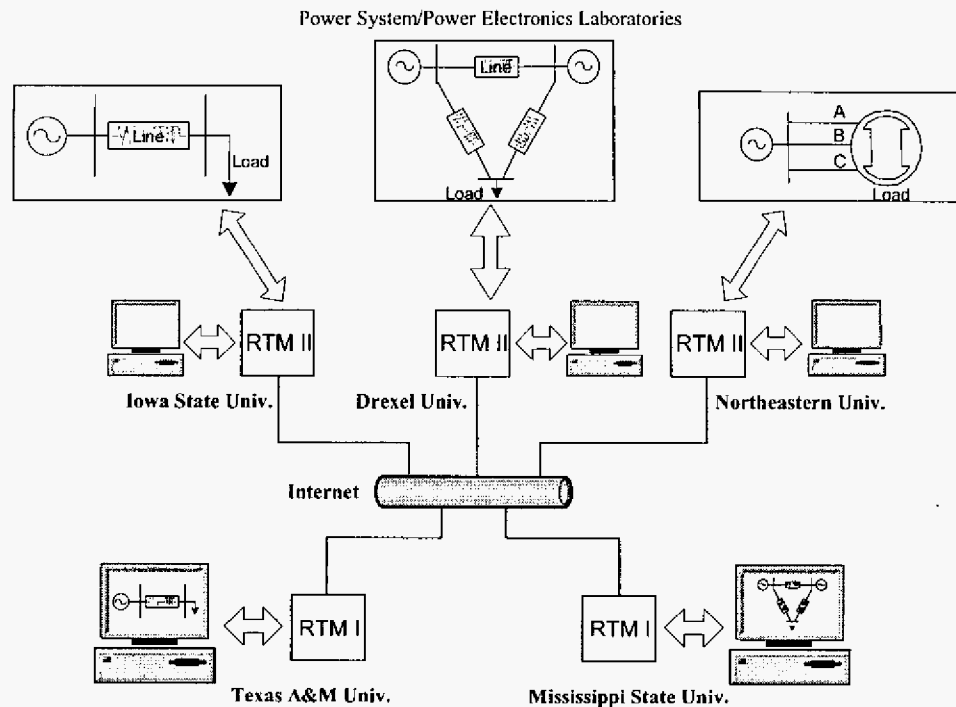 Power System/Power Electronics Laboratories
Line
Load
Line
Load
A
B
C
Load
RTM II
RTM II
RTM II
Iowa State Univ.
Drexel Univ.
Northeastern Univ.
Internet
RTM I
RTM I
Texas A&M Univ.
Mississippi State Univ.